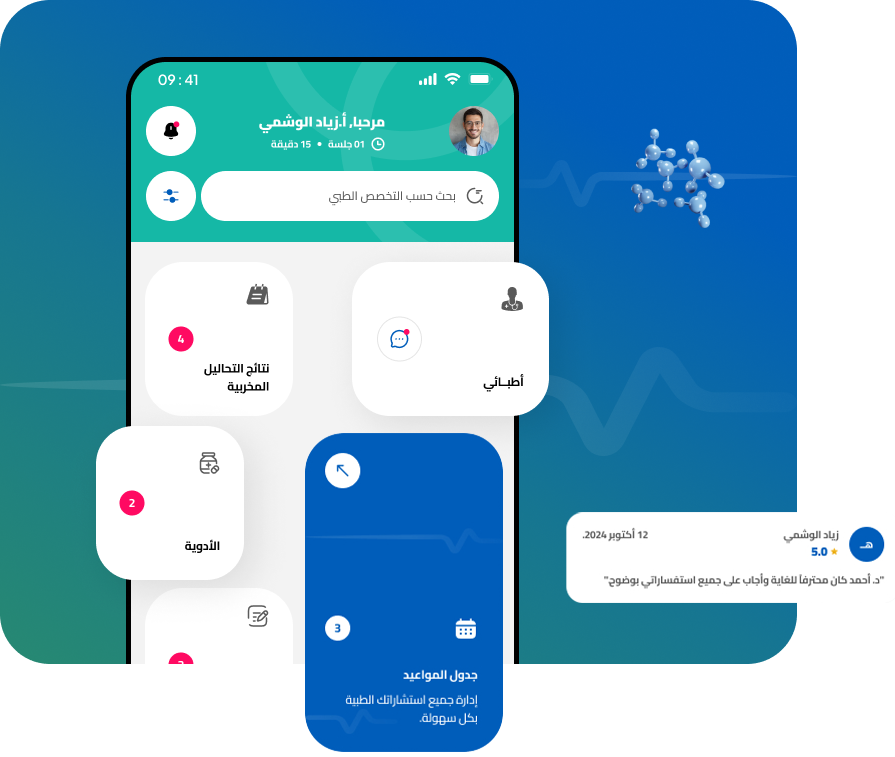 09:41
مرحبا, أ.زياد الوشمي
01 جلسة • 15 دقيقة
بحث حسب التخصص الطبي
أطبــائي
4
نتائج التحاليل
المخبرية
2
الأدوية
3
جدول المواعيد
إدارة جميع استشاراتك الطبية
بكل سهولة.
هـ
زياد الوشمي
12 أكتوبر 2024.
5.0
"د. أحمد كان محترفاً للغاية وأجاب على جميع استفساراتي بوضوح"